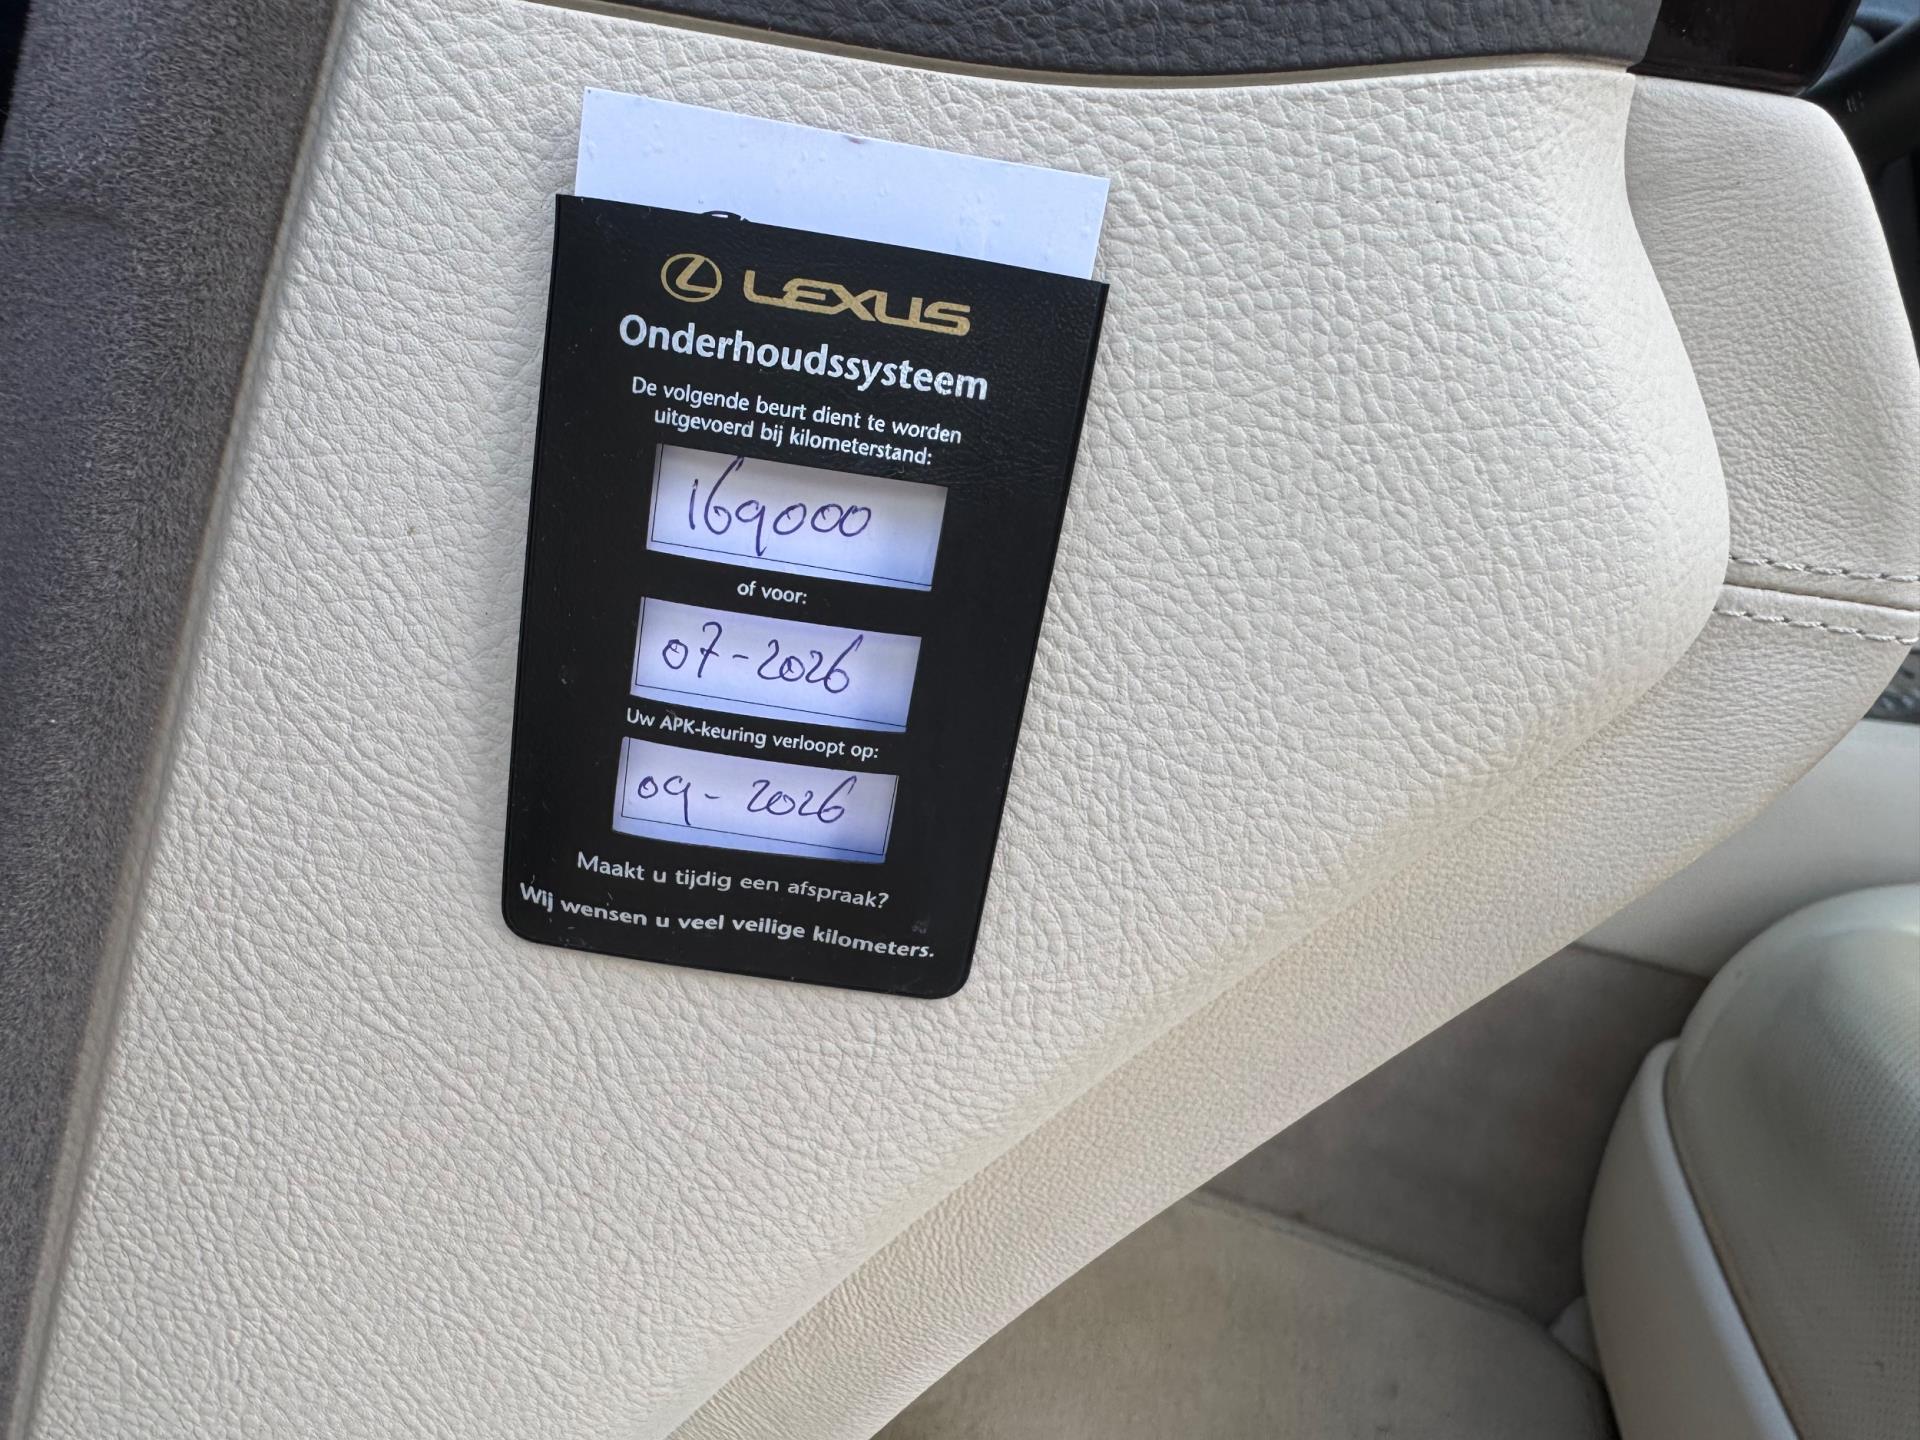 LEXUS
Onderhoudssysteem
De volgende beurt dient te worden
uitgevoerd bij kilometerstand:
169000
of voor:
07-2026
Uw APK-keuring verloopt op:
09-2026
Maakt u tijdig een afspraak?
Wij wensen u veel veilige kilometers.